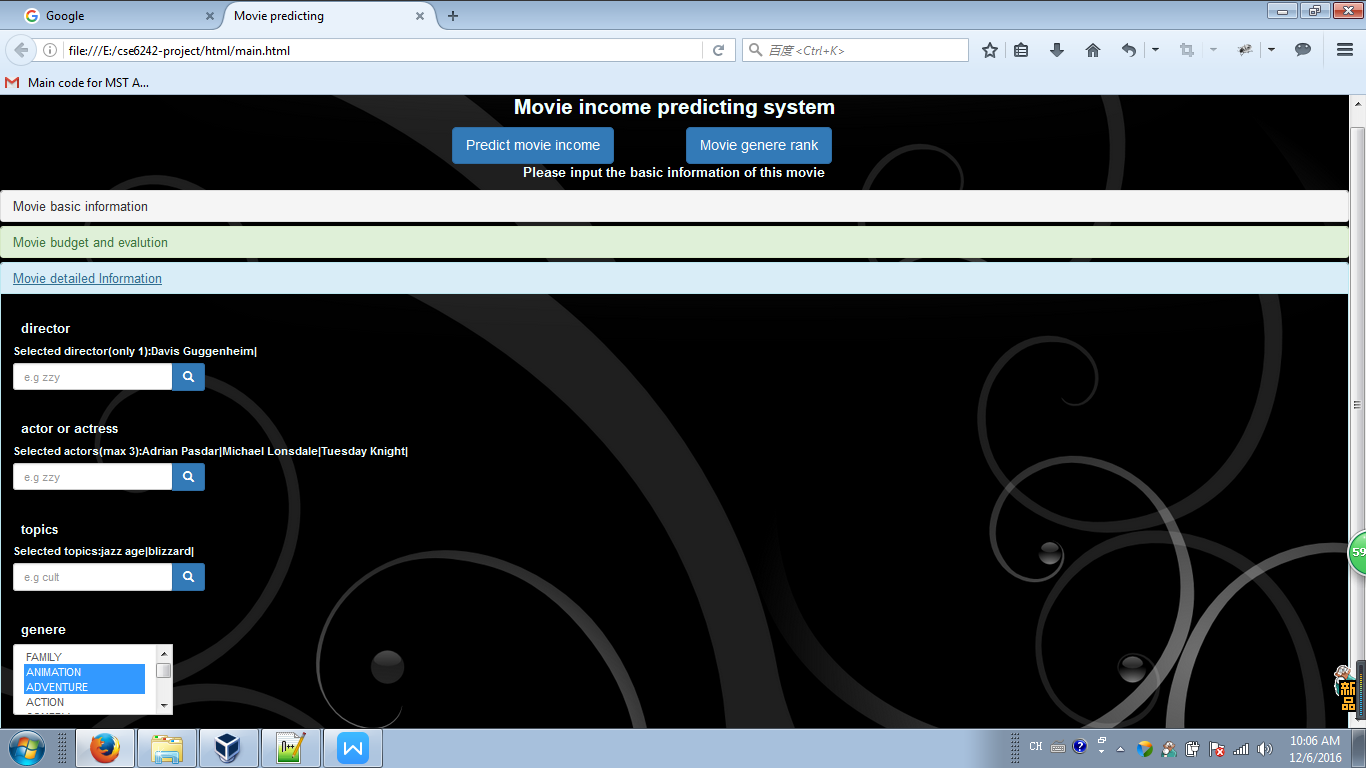 Google
Movie predicting
file:///E:/cse6242-project/html/main.html
百度 <Ctrl+K>
Main code for MST A...
Movie income predicting system
Predict movie income
Movie genere rank
Please input the basic information of this movie
Movie basic information
Movie budget and evalution
Movie detailed Information
director
Selected director(only 1):Davis Guggenheim|
e.g zzy
actor or actress
Selected actors(max 3):Adrian Pasdar|Michael Lonsdale|Tuesday Knight|
e.g zzy
topics
Selected topics:jazz age|blizzard|
e.g cult
genere
FAMILY
ANIMATION
ADVENTURE
ACTION
59
新品
CH
10:06 AM
12/6/2016